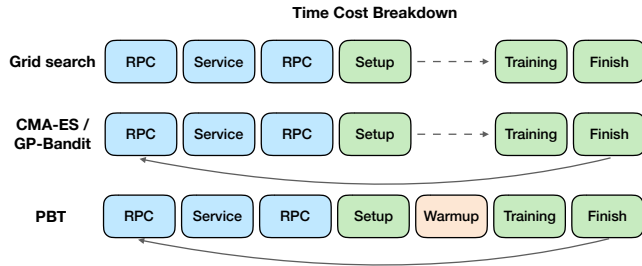 Time Cost Breakdown
Grid search RPC Service RPC Setup Training Finish
CMA-ES /
GP-Bandit RPC Service RPC Setup Training Finish
PBT RPC Service RPC Setup Warmup Training Finish